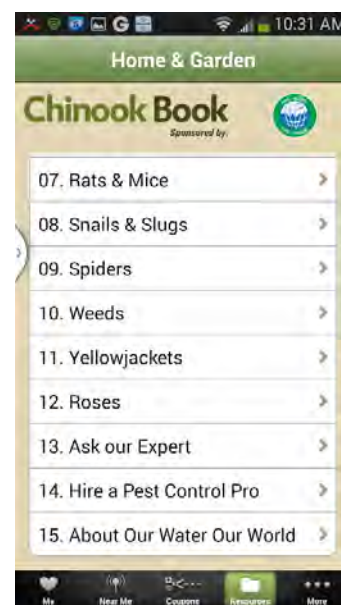 10:31 AM
Home & Garden
Chinook Book
Sponsored by:
07. Rats & Mice
08. Snails & Slugs
09. Spiders
10. Weeds
11. Yellowjackets
12. Roses
13. Ask our Expert
14. Hire a Pest Control Pro
15. About Our Water Our World
Me Near Me Coupons Resources More